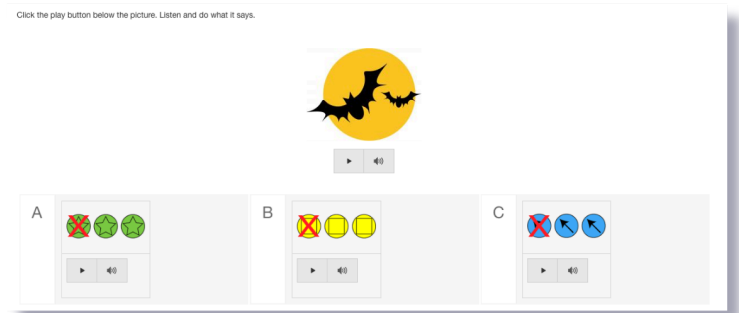 Click the play button below the picture. Listen and do what it says.
A
B
C